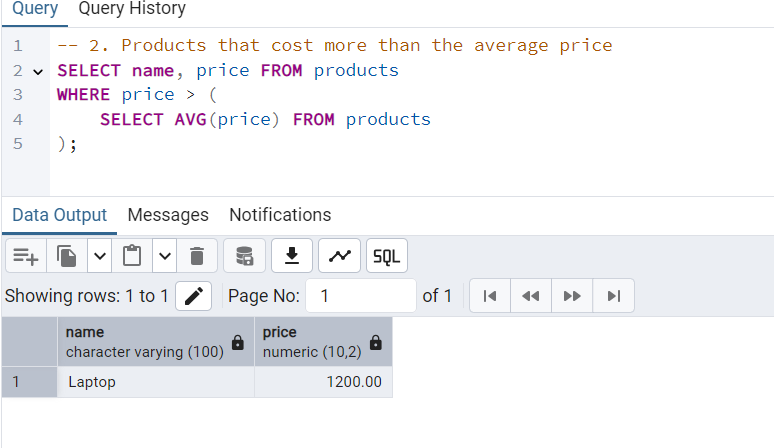 Query Query History
1 -- 2. Products that cost more than the average price
2 SELECT name, price FROM products
3 WHERE price > (
4 SELECT AVG(price) FROM products
5 );
Data Output Messages Notifications
SQL
Showing rows: 1 to 1 Page No: 1 of 1
name price
character varying (100) numeric (10,2)
1 Laptop 1200.00